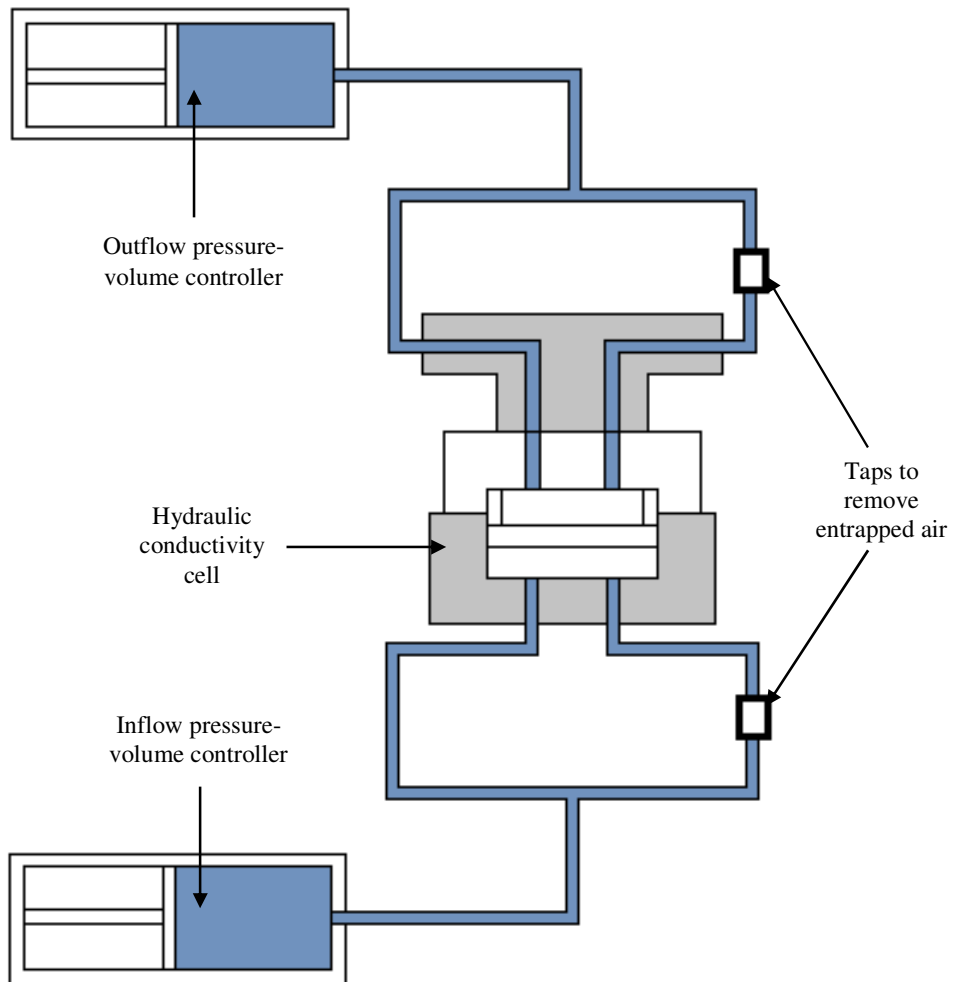 Outflow pressure-
volume controller
Hydraulic
conductivity
cell
Taps to
remove
entrapped air
Inflow pressure-
volume controller